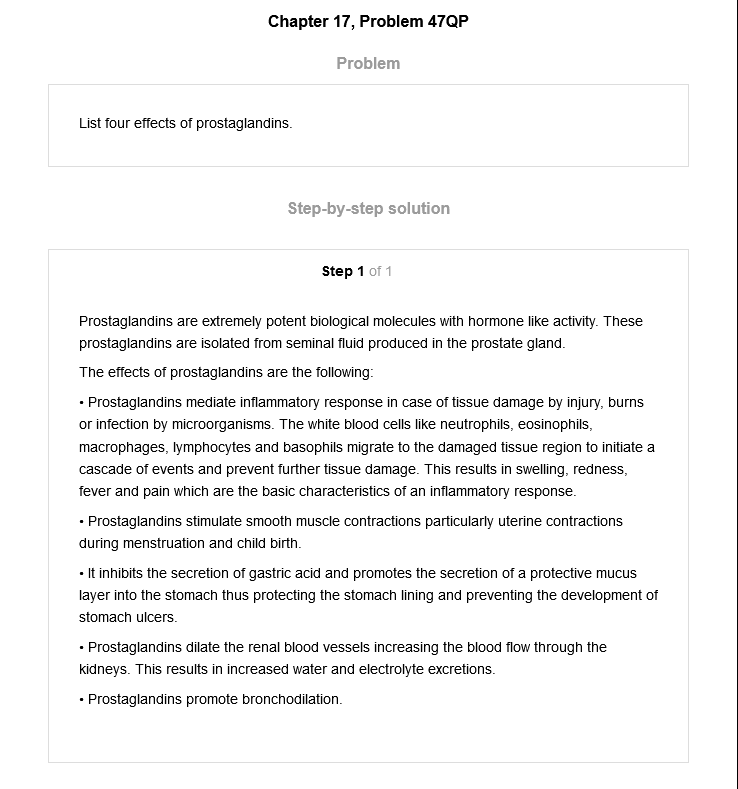 Chapter 17, Problem 47QP
Problem
List four effects of prostaglandins.
Step-by-step solution
Step 1 of 1
Prostaglandins are extremely potent biological molecules with hormone like activity. These
prostaglandins are isolated from seminal fluid produced in the prostate gland.
The effects of prostaglandins are the following:
• Prostaglandins mediate inflammatory response in case of tissue damage by injury, burns
or infection by microorganisms. The white blood cells like neutrophils, eosinophils,
macrophages, lymphocytes and basophils migrate to the damaged tissue region to initiate a
cascade of events and prevent further tissue damage. This results in swelling, redness,
fever and pain which are the basic characteristics of an inflammatory response.
• Prostaglandins stimulate smooth muscle contractions particularly uterine contractions
during menstruation and child birth.
• It inhibits the secretion of gastric acid and promotes the secretion of a protective mucus
layer into the stomach thus protecting the stomach lining and preventing the development of
stomach ulcers.
• Prostaglandins dilate the renal blood vessels increasing the blood flow through the
kidneys. This results in increased water and electrolyte excretions.
• Prostaglandins promote bronchodilation.